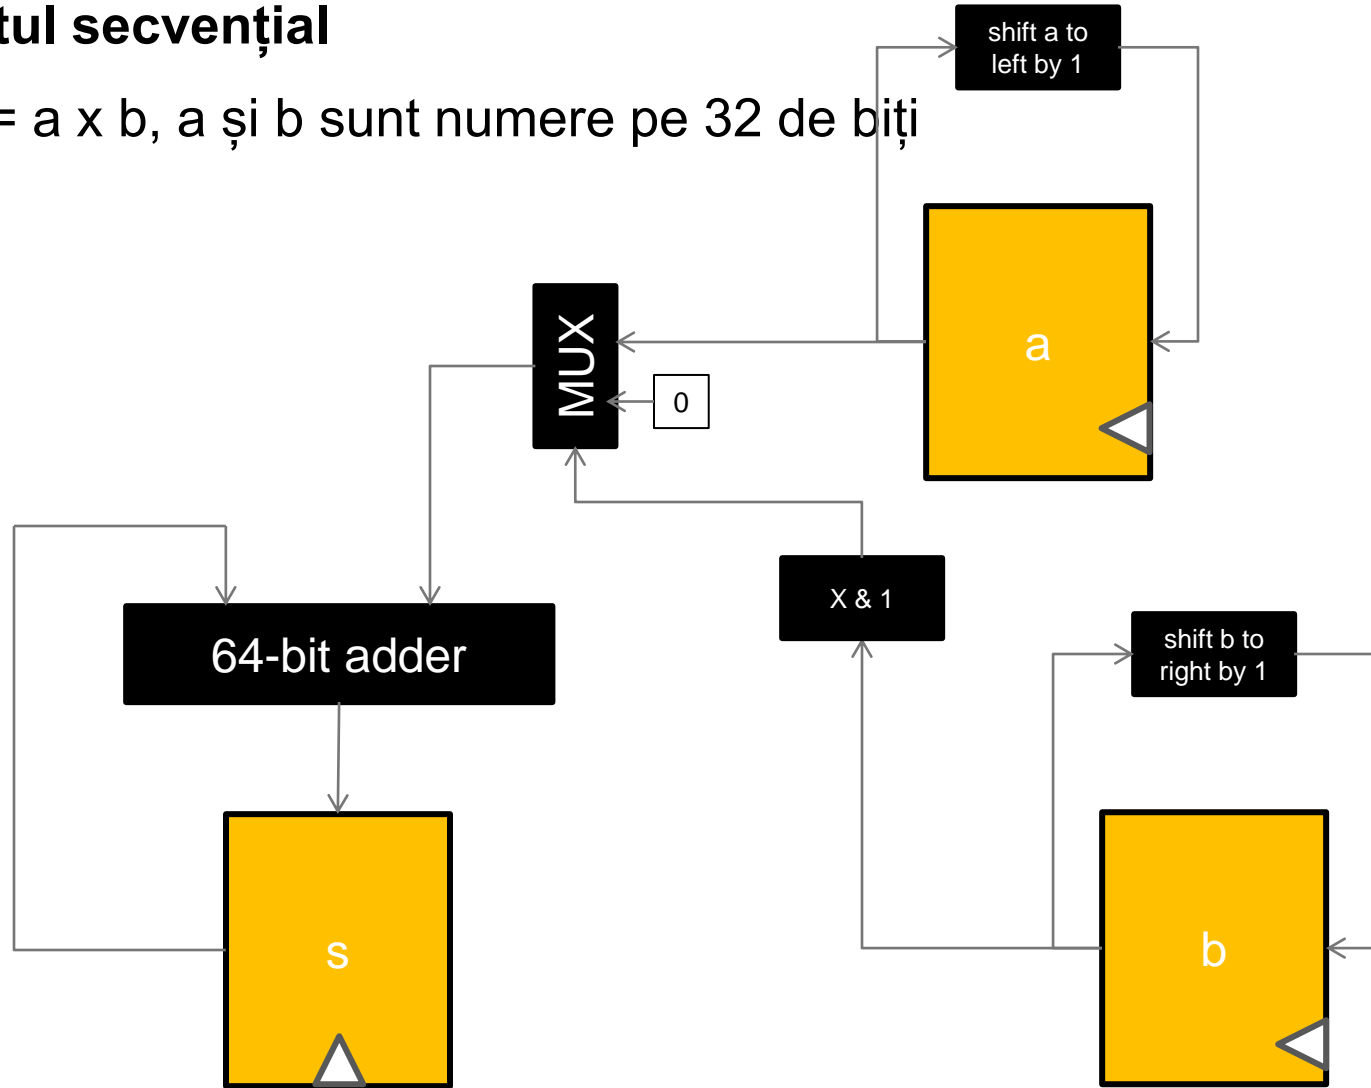 tul secvențial
= a x b, a și b sunt numere pe 32 de biți
shift a to
left by 1
a
MUX
0
X & 1
64-bit adder
shift b to
right by 1
s
b